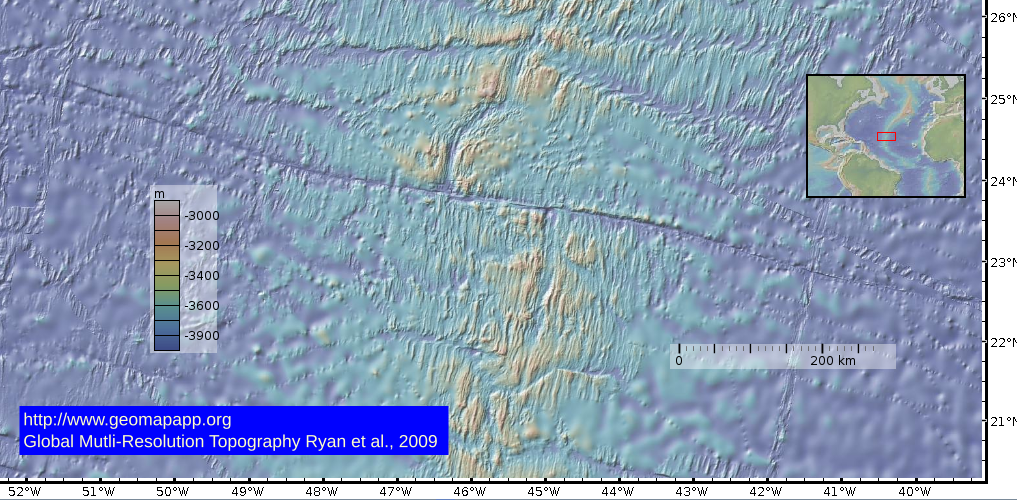 26°N
25°N
24°N
23°N
22°N
21°N
m
-3000
-3200
-3400
-3600
-3900
0 200 km
http://www.geomapapp.org
Global Mutli-Resolution Topography Ryan et al., 2009
52°W 51°W 50°W 49°W 48°W 47°W 46°W 45°W 44°W 43°W 42°W 41°W 40°W